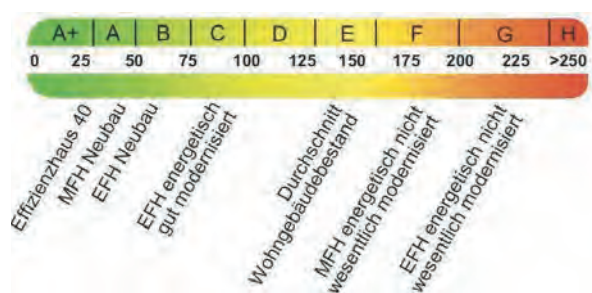 A+ A B C D E F G H
0 25 50 75 100 125 150 175 200 225 >250
Effizienzhaus 40
MFH Neubau
EFH Neubau
EFH energetisch
gut modernisiert
Durchschnitt
Wohngebäudebestand
MFH energetisch nicht
wesentlich modernisiert
EFH energetisch nicht
wesentlich modernisiert